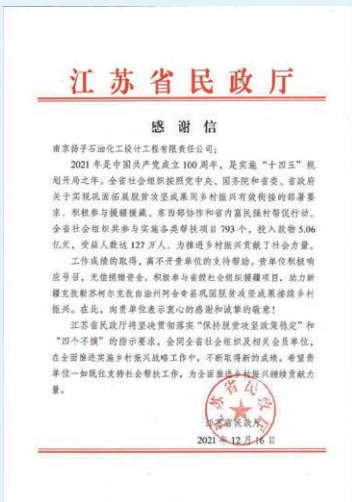 江苏省民政厅
感谢信
南京扬子石油化工设计工程有限责任公司：
2021年是中国共产党成立100周年，是实施“十四五”规
划开局之年。全省社会组织按照党中央、国务院和省委、省政府
关于实现巩固拓展脱贫攻坚成果同乡村振兴有效衔接的部署要
求，积极参与援疆援藏、东西部协作和省内富民强村帮促行动。
全省社会组织共参与实施各类帮扶项目793个，投入款物5.06
亿元，受益人数达127万人，为推进乡村振兴贡献了社会力量。
工作成绩的取得，离不开贵单位的支持帮助。贵单位积极响
应号召，无偿捐赠资金，积极参与省级社会组织援疆项目，助力新
疆克孜勒苏柯尔克孜自治州阿合奇县巩固脱贫攻坚成果接续乡村
振兴。在此，向贵单位表示衷心的感谢和诚挚的敬意！
江苏省民政厅将坚决贯彻落实“保持脱贫攻坚政策稳定”和
“四个不摘”的指示要求，会同全省社会组织及相关会员单位，
在全面推进实施乡村振兴战略工作中，不断取得新的成绩。希望贵
单位一如既往支持社会帮扶工作，为全面推进乡村振兴继续贡献力
量。
江苏省民政厅
2021年12月16日
江苏省民政厅